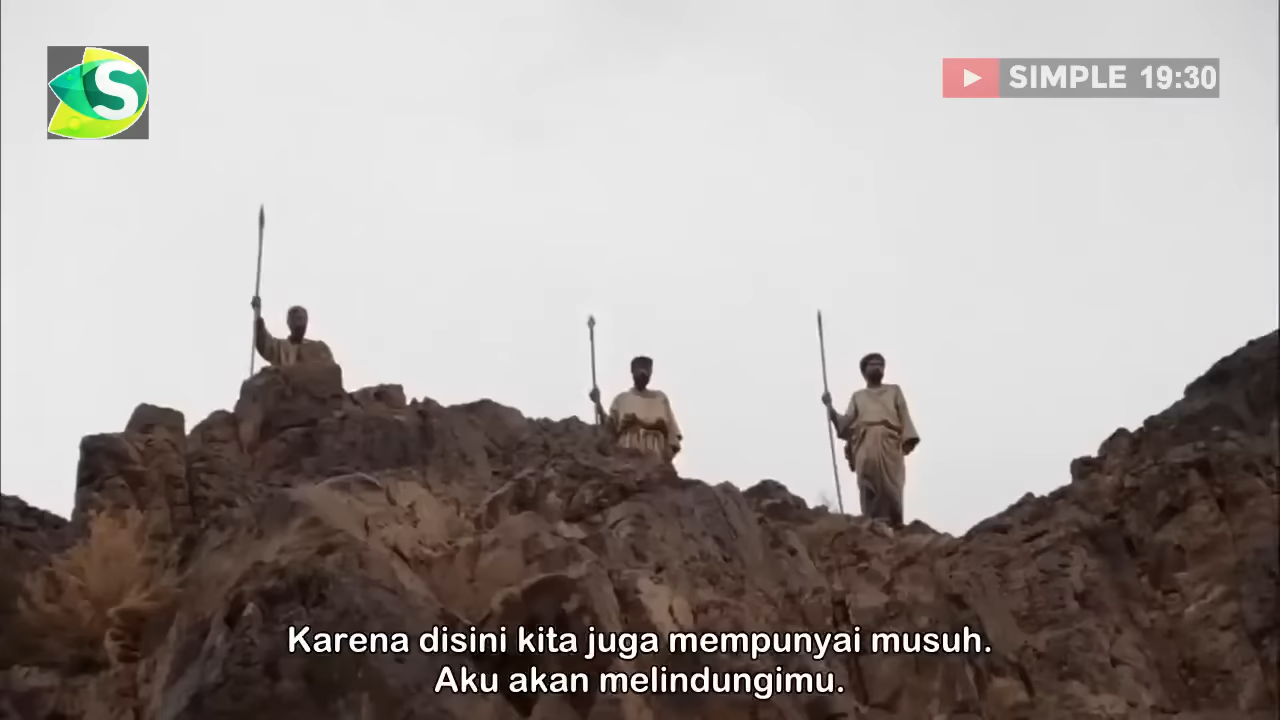 S
SIMPLE 19:30
Karena disini kita juga mempunyai musuh.
Aku akan melindungimu.